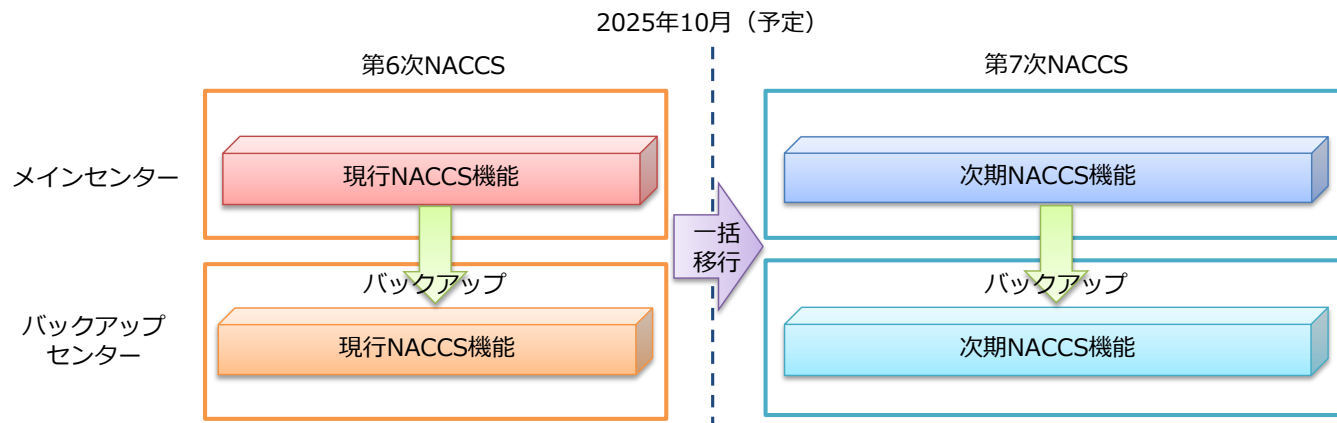 2025年10月（予定）
第6次NACCS
第7次NACCS
メインセンター
現行NACCS機能
次期NACCS機能
一括
移行
バックアップ
バックアップ
バックアップ
センター
現行NACCS機能
次期NACCS機能